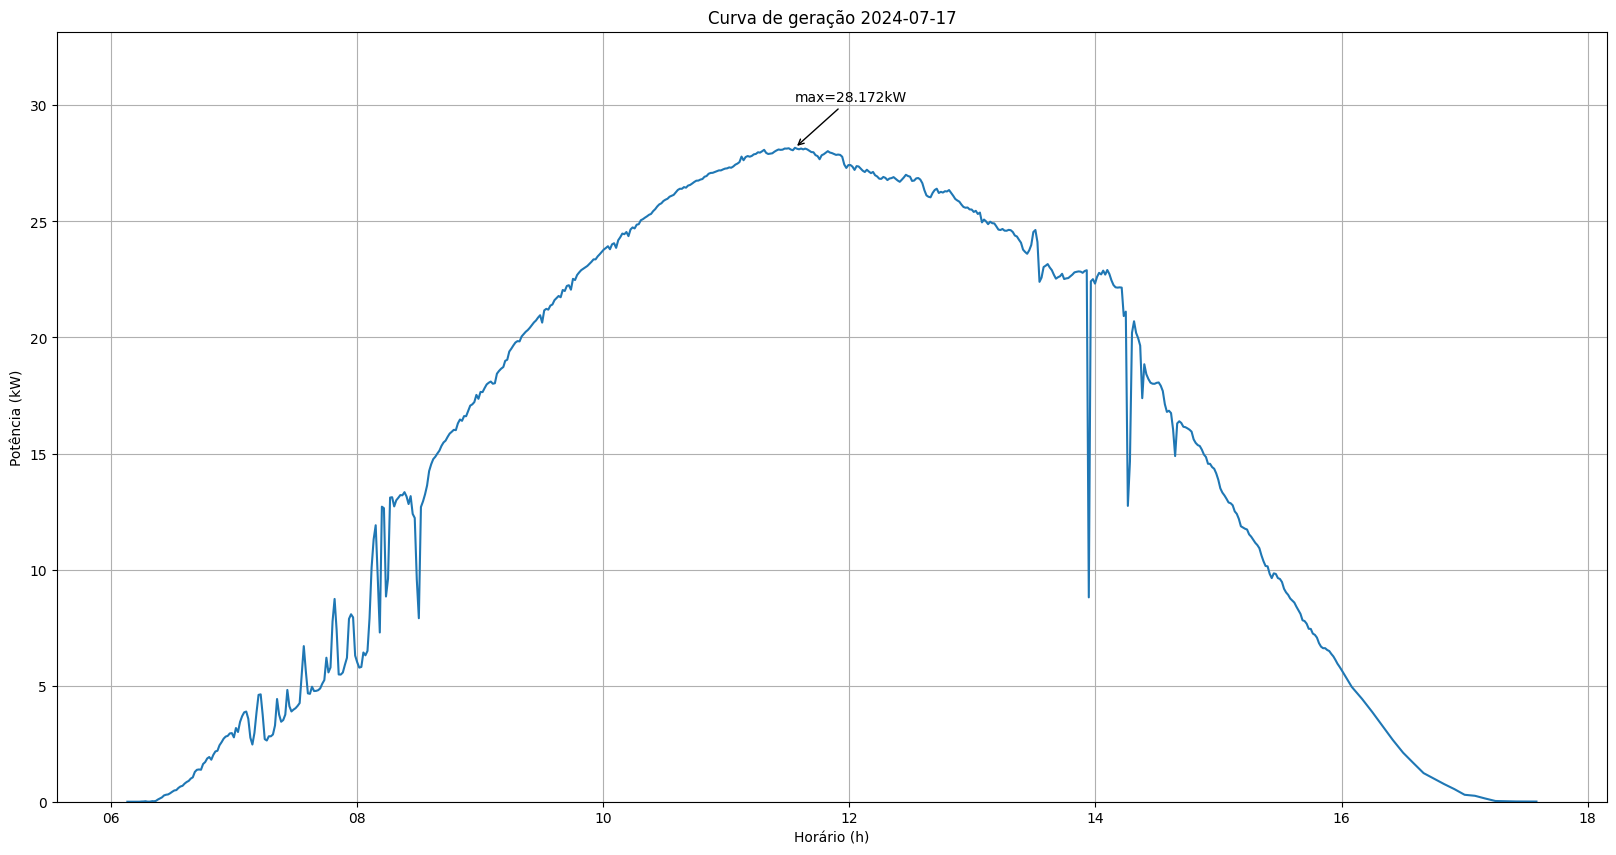 Curva de geração 2024-07-17
max=28.172kW
Potência (kW)
30
25
20
15
10
5
0
06 08 10 12 14 16 18
Horário (h)